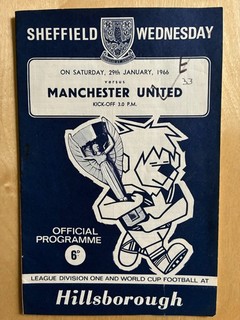 SHEFFIELD WEDNESDAY
ON SATURDAY, 29th JANUARY, 1966
versus
MANCHESTER UNITED
KICK-OFF 3.0 P.M.
E
33
OFFICIAL
PROGRAMME
6D
LEAGUE DIVISION ONE AND WORLD CUP FOOTBALL AT
Hillsborough